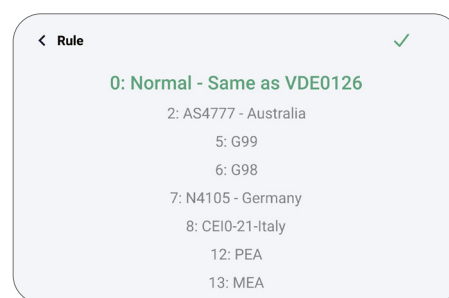 Rule
0: Normal - Same as VDE0126
2: AS4777 - Australia
5: G99
6: G98
7: N4105 - Germany
8: CEI0-21-Italy
12: PEA
13: MEA